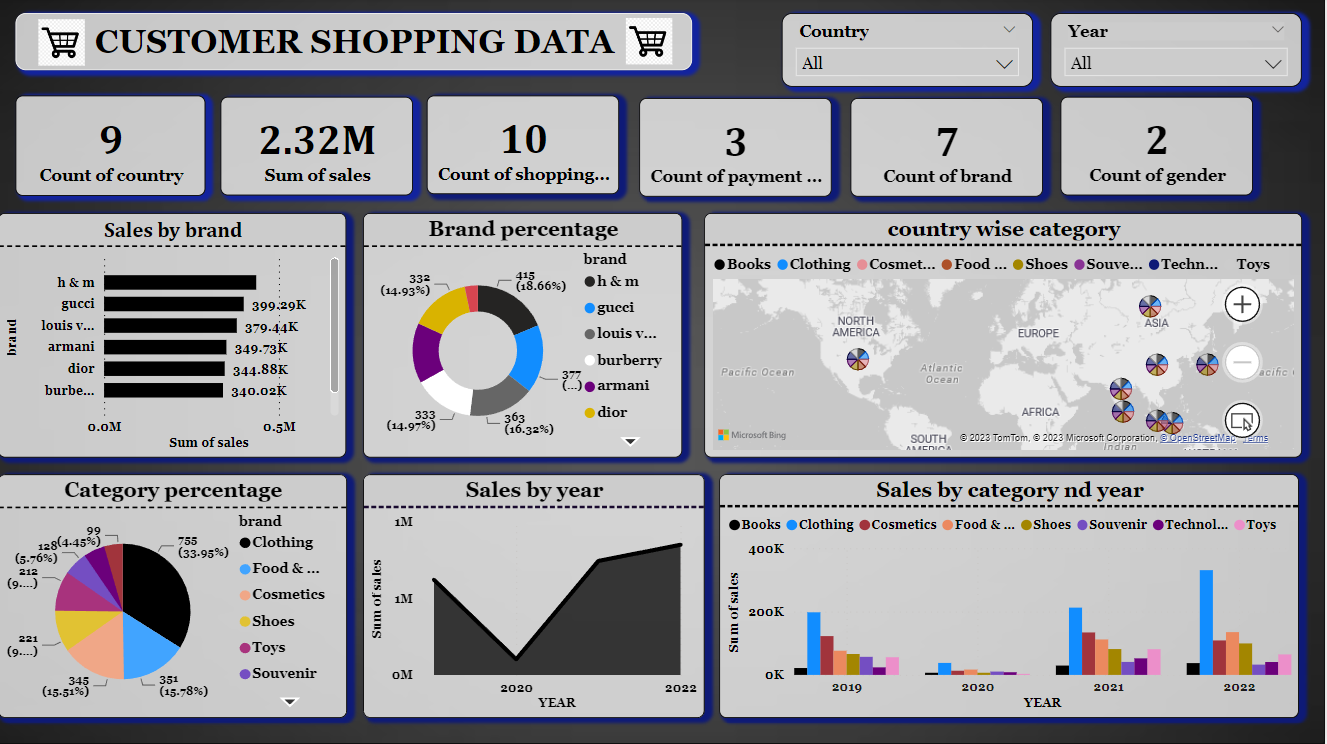 CUSTOMER SHOPPING DATA
Country
All
Year
All
9
Count of country
2.32M
Sum of sales
10
Count of shopping...
3
Count of payment ...
7
Count of brand
2
Count of gender
Sales by brand
brand
h & m
gucci 399.29K
louis v... 379.44K
armani 349.73K
dior 344.88K
burbe... 340.02K
0.0M 0.5M
Sum of sales
Brand percentage
332
(14.93%)
415
(18.66%)
377
(...)
363
(16.32%)
333
(14.97%)
brand
h & m
gucci
louis v...
burberry
armani
dior
country wise category
Books Clothing Cosmet... Food ... Shoes Souve... Techn... Toys
NORTH
AMERICA
EUROPE
ASIA
Pacific Ocean
Atlantic
Ocean
acific
AFRICA
SOUTH
AMERICA
Indian
Microsoft Bing
© 2023 TomTom, © 2023 Microsoft Corporation, © OpenStreetMap Terms
Category percentage
99
(4.45%)
128
(5.76%)
212
(9....)
221
(9....)
345
(15.51%)
351
(15.78%)
755
(33.95%)
brand
Clothing
Food & ...
Cosmetics
Shoes
Toys
Souvenir
Sales by year
Sum of sales
1M
1M
0M
2020 2022
YEAR
Sales by category nd year
Books Clothing Cosmetics Food & ... Shoes Souvenir Technol... Toys
Sum of sales
400K
200K
0K
2019 2020 2021 2022
YEAR